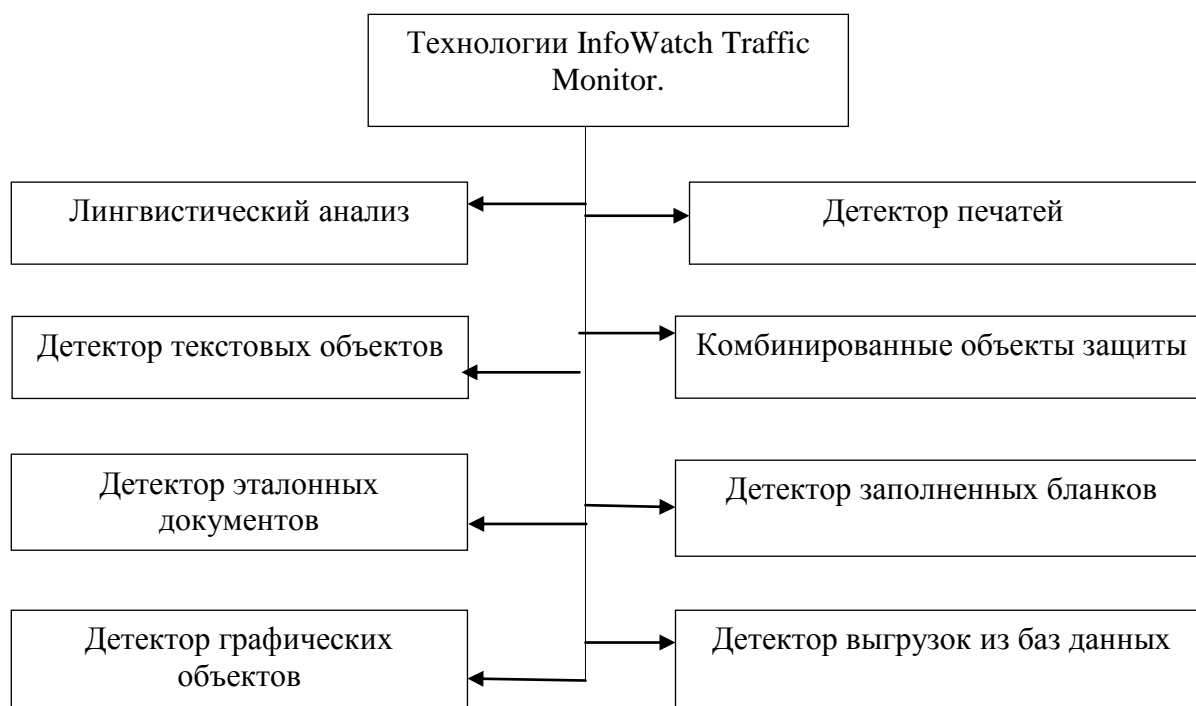 Технологии InfoWatch Traffic
Monitor.
Лингвистический анализ
Детектор печатей
Детектор текстовых объектов
Комбинированные объекты защиты
Детектор эталонных
документов
Детектор заполненных бланков
Детектор графических
объектов
Детектор выгрузок из баз данных